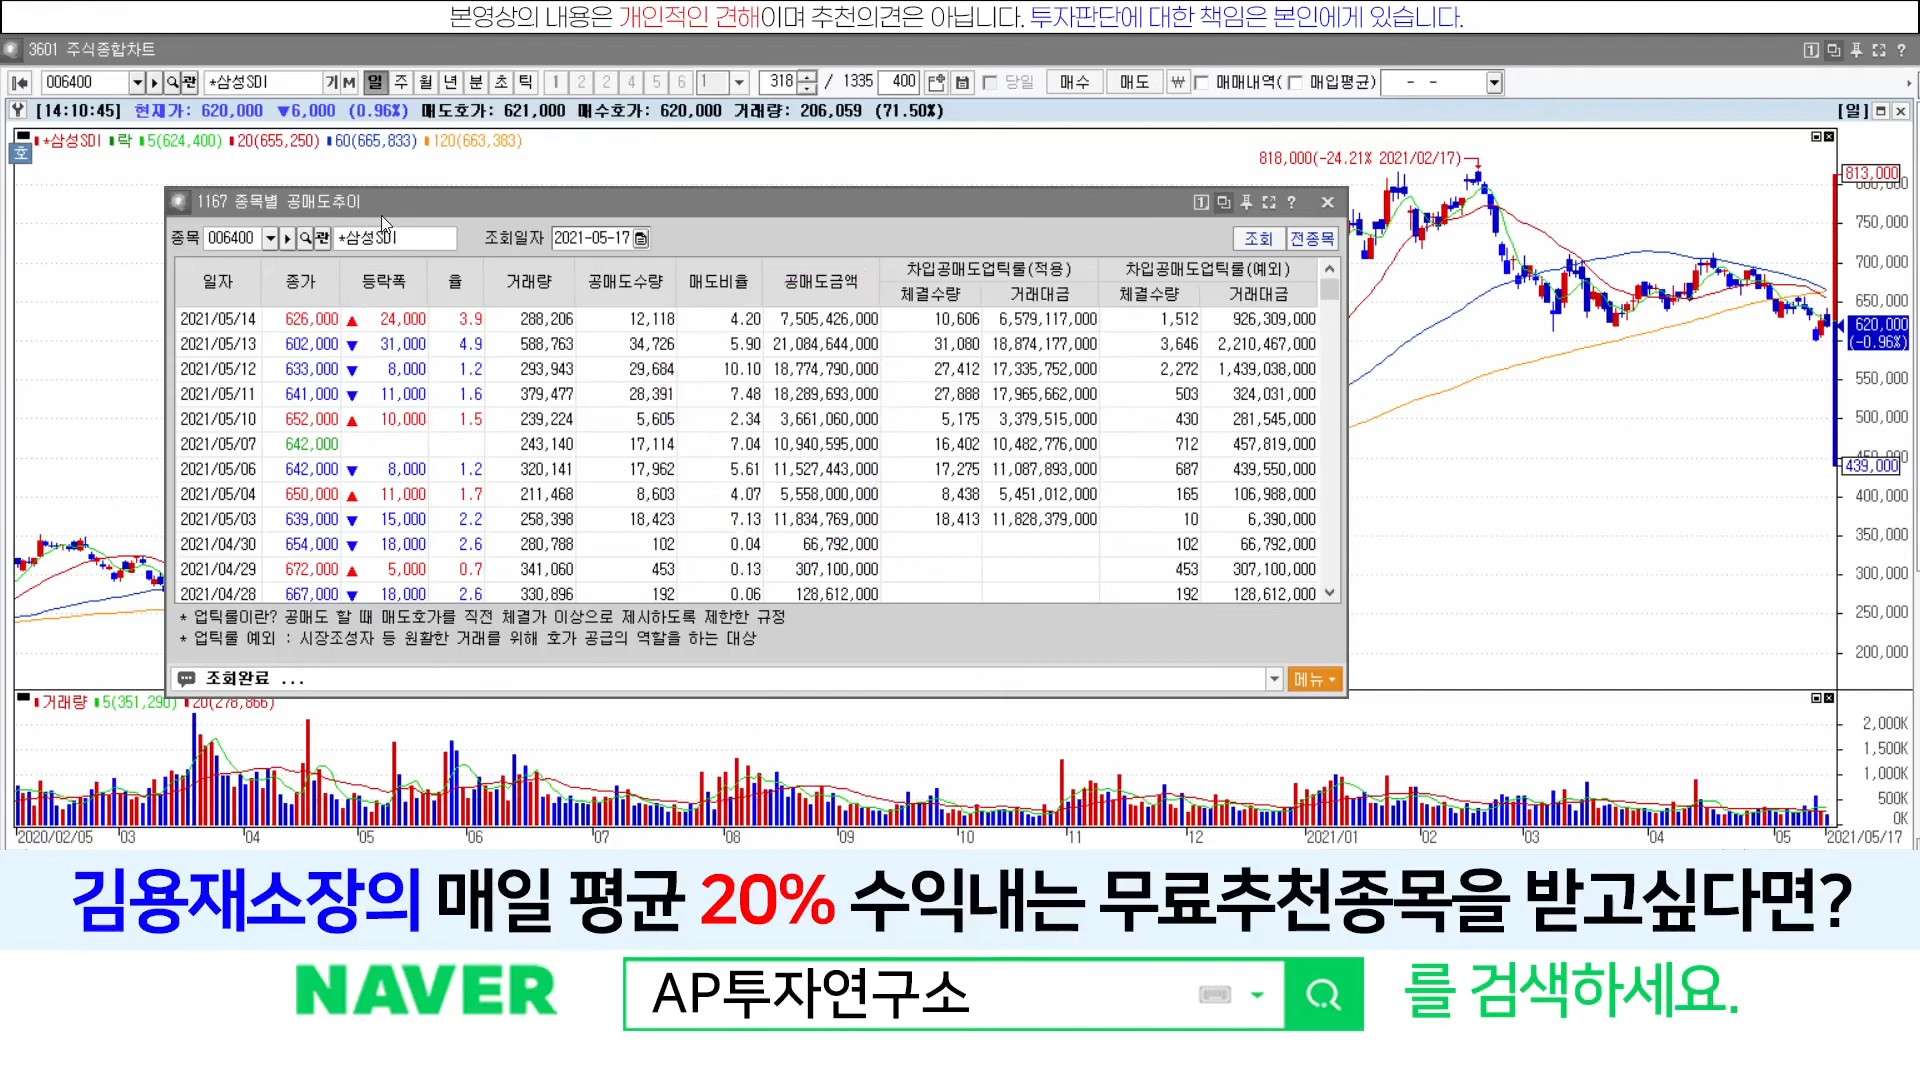 본영상의 내용은 개인적인 견해이며 추천의견은 아닙니다. 투자판단에 대한 책임은 본인에게 있습니다.
3601 주식종합차트
006400 관 *삼성SDI 기 M 일 주 월 년 분 초 틱 1 2 2 4 5 6 1 318 / 1335 400 당일 매수 매도 ₩ 매매내역( 매입평균) - -
[14:10:45] 현재가: 620,000 ▼6,000 (0.96%) 매도호가: 621,000 매수호가: 620,000 거래량: 206,059 (71.50%) [일]
*삼성SDI 락 5(624,400) 20(655,250) 60(665,833) 120(663,383)
호
818,000(-24.21% 2021/02/17)
813,000
750,000
700,000
650,000
620,000
(-0.96%)
550,000
500,000
439,000
400,000
350,000
300,000
250,000
200,000
1167 종목별 공매도추이
종목 006400 관 *삼성SDI 조회일자 2021-05-17 조회 전종목
일자 종가 등락폭 율 거래량 공매도수량 매도비율 공매도금액 차입공매도업틱룰(적용) 차입공매도업틱룰(예외)
체결수량 거래대금 체결수량 거래대금
2021/05/14 626,000 ▲ 24,000 3.9 288,206 12,118 4.20 7,505,426,000 10,606 6,579,117,000 1,512 926,309,000
2021/05/13 602,000 ▼ 31,000 4.9 588,763 34,726 5.90 21,084,644,000 31,080 18,874,177,000 3,646 2,210,467,000
2021/05/12 633,000 ▼ 8,000 1.2 293,943 29,684 10.10 18,774,790,000 27,412 17,335,752,000 2,272 1,439,038,000
2021/05/11 641,000 ▼ 11,000 1.6 379,477 28,391 7.48 18,289,693,000 27,888 17,965,662,000 503 324,031,000
2021/05/10 652,000 ▲ 10,000 1.5 239,224 5,605 2.34 3,661,060,000 5,175 3,379,515,000 430 281,545,000
2021/05/07 642,000 243,140 17,114 7.04 10,940,595,000 16,402 10,482,776,000 712 457,819,000
2021/05/06 642,000 ▼ 8,000 1.2 320,141 17,962 5.61 11,527,443,000 17,275 11,087,893,000 687 439,550,000
2021/05/04 650,000 ▲ 11,000 1.7 211,468 8,603 4.07 5,558,000,000 8,438 5,451,012,000 165 106,988,000
2021/05/03 639,000 ▼ 15,000 2.2 258,398 18,423 7.13 11,834,769,000 18,413 11,828,379,000 10 6,390,000
2021/04/30 654,000 ▼ 18,000 2.6 280,788 102 0.04 66,792,000 102 66,792,000
2021/04/29 672,000 ▲ 5,000 0.7 341,060 453 0.13 307,100,000 453 307,100,000
2021/04/28 667,000 ▼ 18,000 2.6 330,896 192 0.06 128,612,000 192 128,612,000
* 업틱룰이란? 공매도 할 때 매도호가를 직전 체결가 이상으로 제시하도록 제한한 규정
* 업틱룰 예외 : 시장조성자 등 원활한 거래를 위해 호가 공급의 역할을 하는 대상
조회완료 ... 메뉴
거래량 5(351,290) 20(278,866)
2,000K
1,500K
1,000K
500K
0K
2020/02/05 03 04 05 06 07 08 09 10 11 12 2021/01 02 03 04 05 2021/05/17
김용재소장의 매일 평균 20% 수익내는 무료추천종목을 받고싶다면?
NAVER AP투자연구소 를 검색하세요.